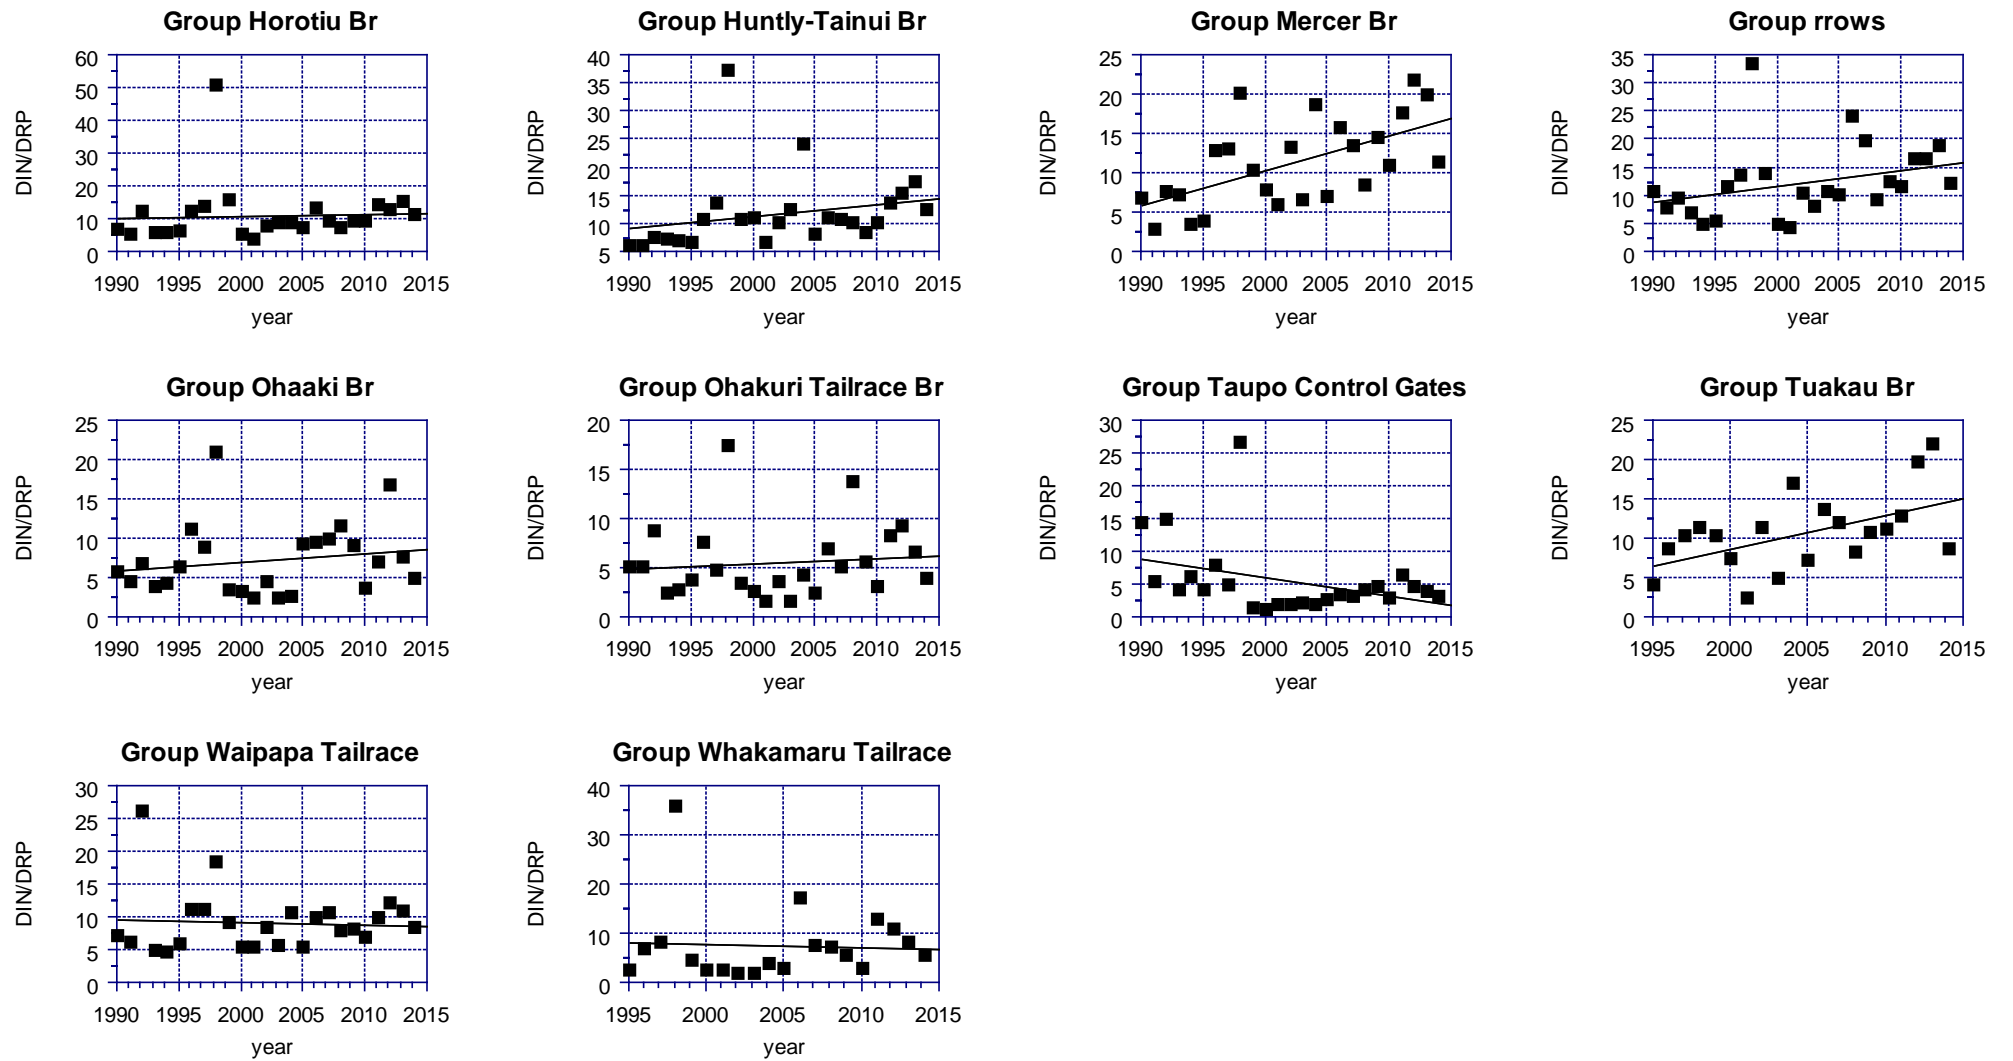 Group Horotiu Br
60
50
40
30
20
10
0
DIN/DRP
1990 1995 2000 2005 2010 2015
year
Group Huntly-Tainui Br
40
35
30
25
20
15
10
5
DIN/DRP
1990 1995 2000 2005 2010 2015
year
Group Mercer Br
25
20
15
10
5
0
DIN/DRP
1990 1995 2000 2005 2010 2015
year
Group rrows
35
30
25
20
15
10
5
0
DIN/DRP
1990 1995 2000 2005 2010 2015
year
Group Ohaaki Br
25
20
15
10
5
0
DIN/DRP
1990 1995 2000 2005 2010 2015
year
Group Ohakuri Tailrace Br
20
15
10
5
0
DIN/DRP
1990 1995 2000 2005 2010 2015
year
Group Taupo Control Gates
30
25
20
15
10
5
0
DIN/DRP
1990 1995 2000 2005 2010 2015
year
Group Tuakau Br
25
20
15
10
5
0
DIN/DRP
1995 2000 2005 2010 2015
year
Group Waipapa Tailrace
30
25
20
15
10
5
0
DIN/DRP
1990 1995 2000 2005 2010 2015
year
Group Whakamaru Tailrace
40
30
20
10
0
DIN/DRP
1995 2000 2005 2010 2015
year